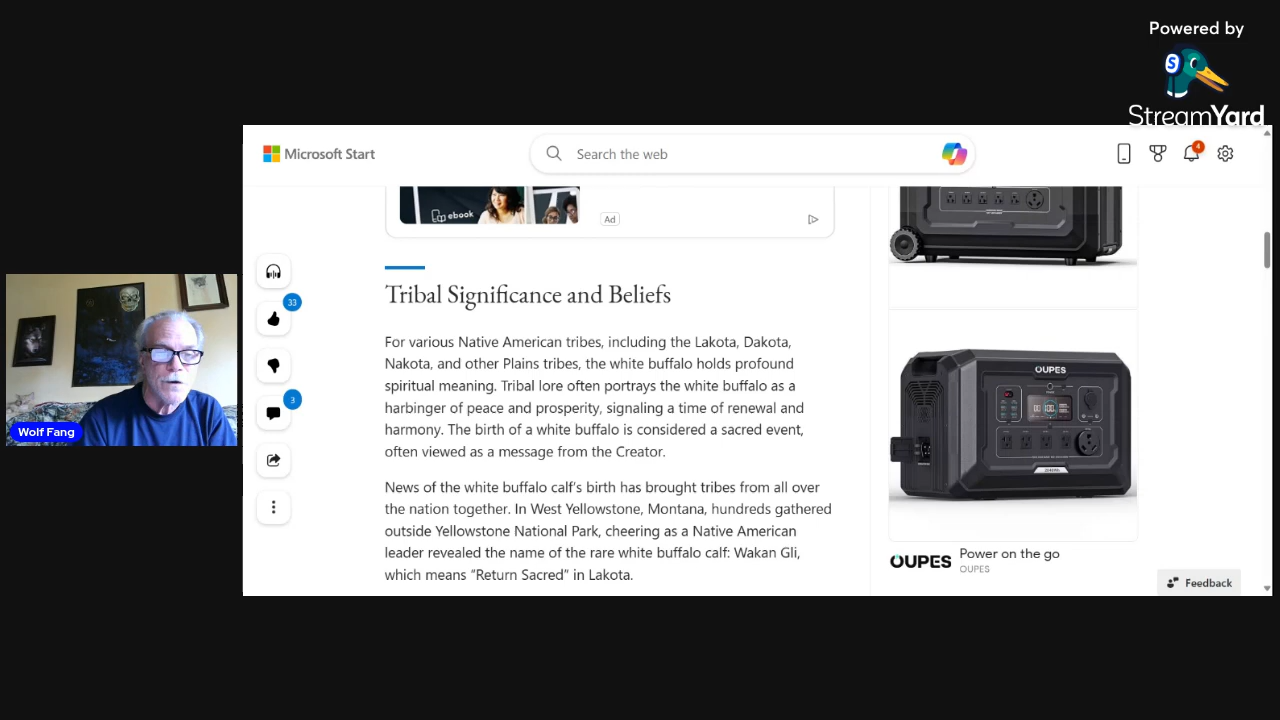 Powered by
StreamYard
Microsoft Start
Search the web
4
ebook
Ad
33
3
Tribal Significance and Beliefs
For various Native American tribes, including the Lakota, Dakota,
Nakota, and other Plains tribes, the white buffalo holds profound
spiritual meaning. Tribal lore often portrays the white buffalo as a
harbinger of peace and prosperity, signaling a time of renewal and
harmony. The birth of a white buffalo is considered a sacred event,
often viewed as a message from the Creator.
News of the white buffalo calf's birth has brought tribes from all over
the nation together. In West Yellowstone, Montana, hundreds gathered
outside Yellowstone National Park, cheering as a Native American
leader revealed the name of the rare white buffalo calf: Wakan Gli,
which means “Return Sacred” in Lakota.
OUPES
OUPES
Power on the go
OUPES
Feedback
Wolf Fang